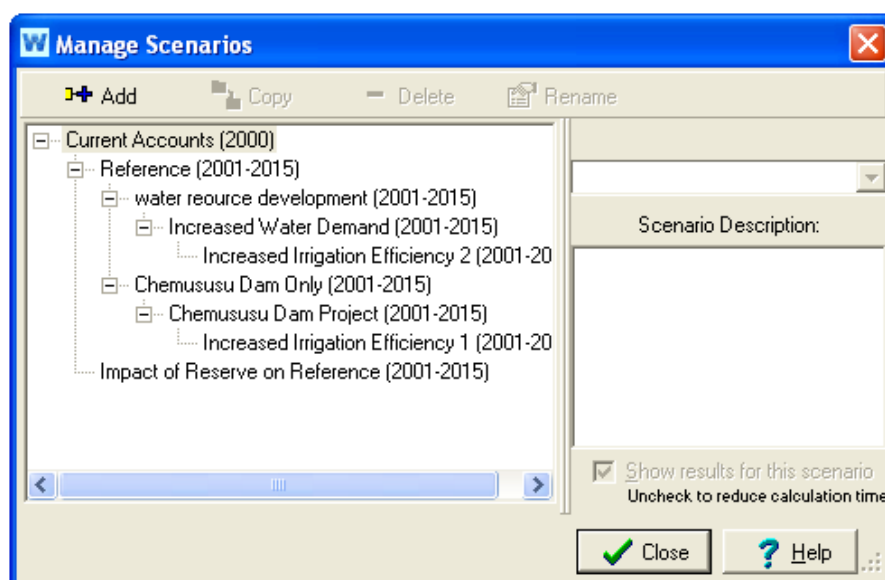 W Manage Scenarios
Add Copy Delete Rename
Current Accounts (2000)
Reference (2001-2015)
water reource development (2001-2015)
Increased Water Demand (2001-2015)
Increased Irrigation Efficiency 2 (2001-20
Chemususu Dam Only (2001-2015)
Chemususu Dam Project (2001-2015)
Increased Irrigation Efficiency 1 (2001-20
Impact of Reserve on Reference (2001-2015)
Scenario Description:
Show results for this scenario
Uncheck to reduce calculation time
Close
? Help